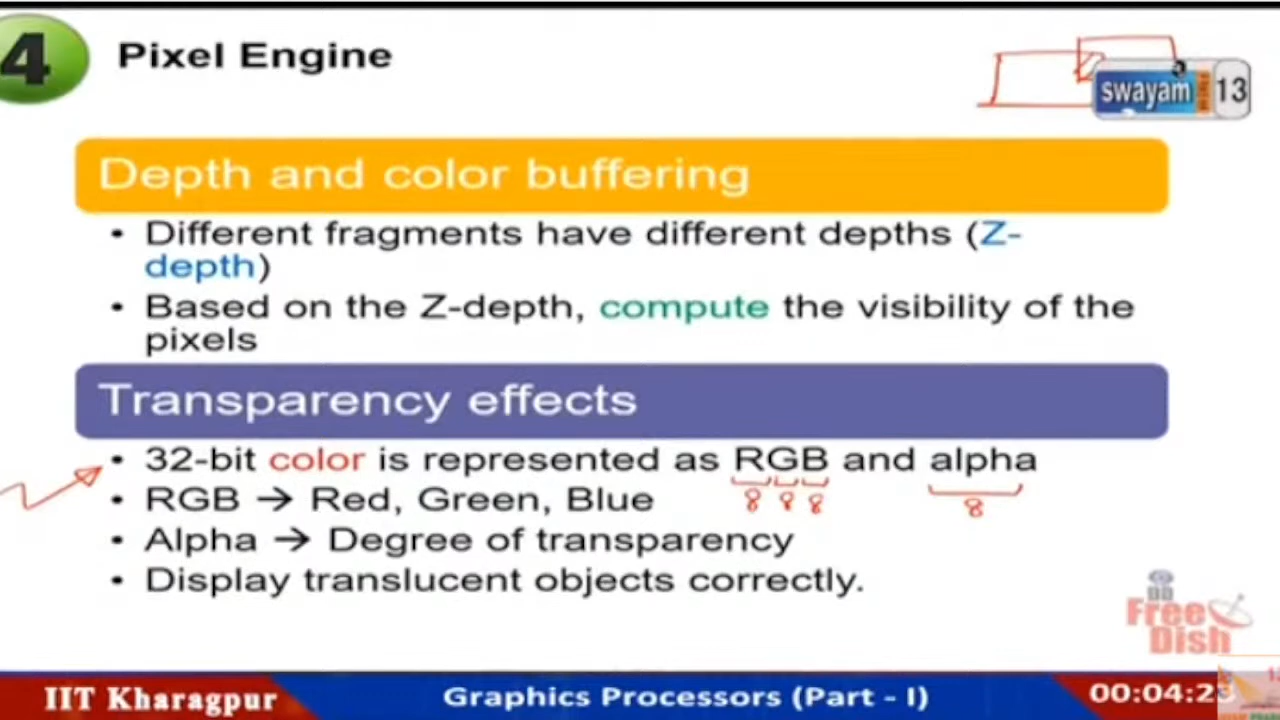 4 Pixel Engine
swayam 13
Depth and color buffering
• Different fragments have different depths (Z-
depth)
• Based on the Z-depth, compute the visibility of the
pixels
Transparency effects
• 32-bit color is represented as RGB and alpha
8 8 8 8
• RGB → Red, Green, Blue
• Alpha → Degree of transparency
• Display translucent objects correctly.
DD
Free
Dish
IIT Kharagpur Graphics Processors (Part - I) 00:04:23